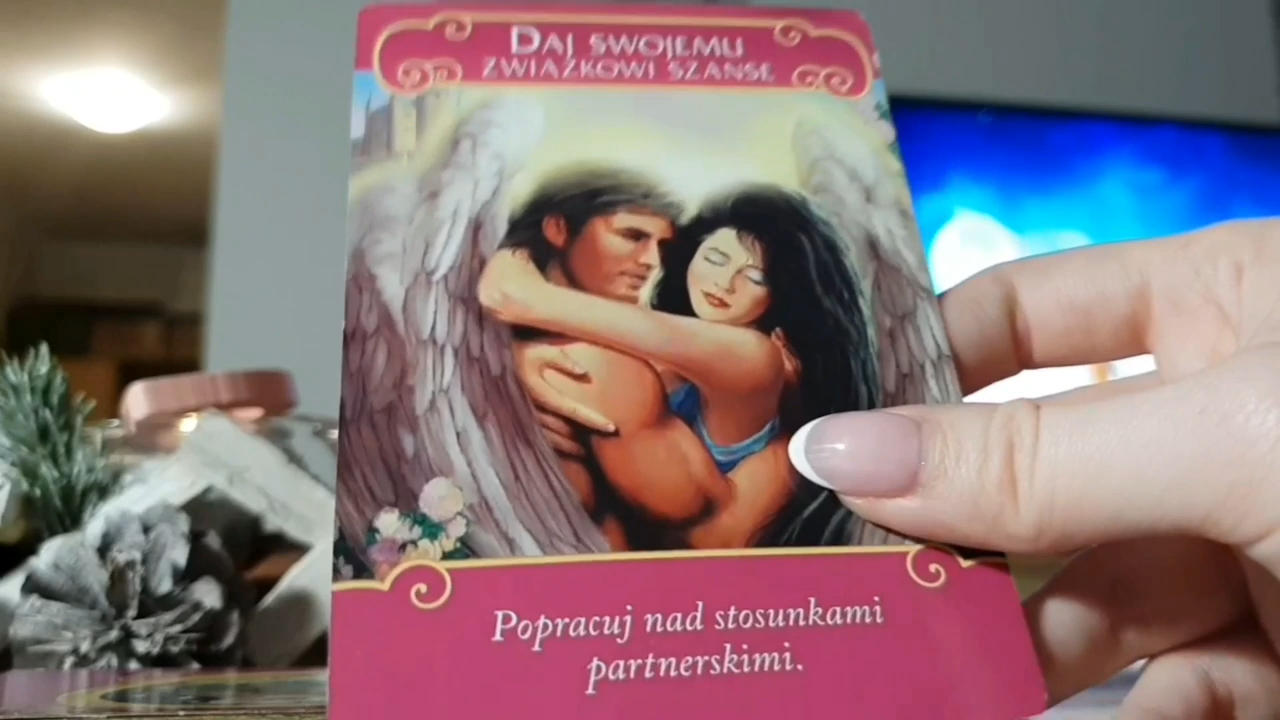 DAJ SWOJEMU
ZWIĄZKOWI SZANSĘ
Popracuj nad stosunkami
partnerskimi.